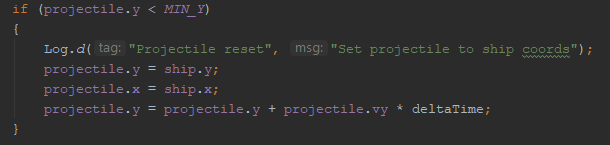 if (projectile.y < MIN_Y)
{
Log.d( tag: "Projectile reset", msg: "Set projectile to ship coords");
projectile.y = ship.y;
projectile.x = ship.x;
projectile.y = projectile.y + projectile.vy * deltaTime;
}